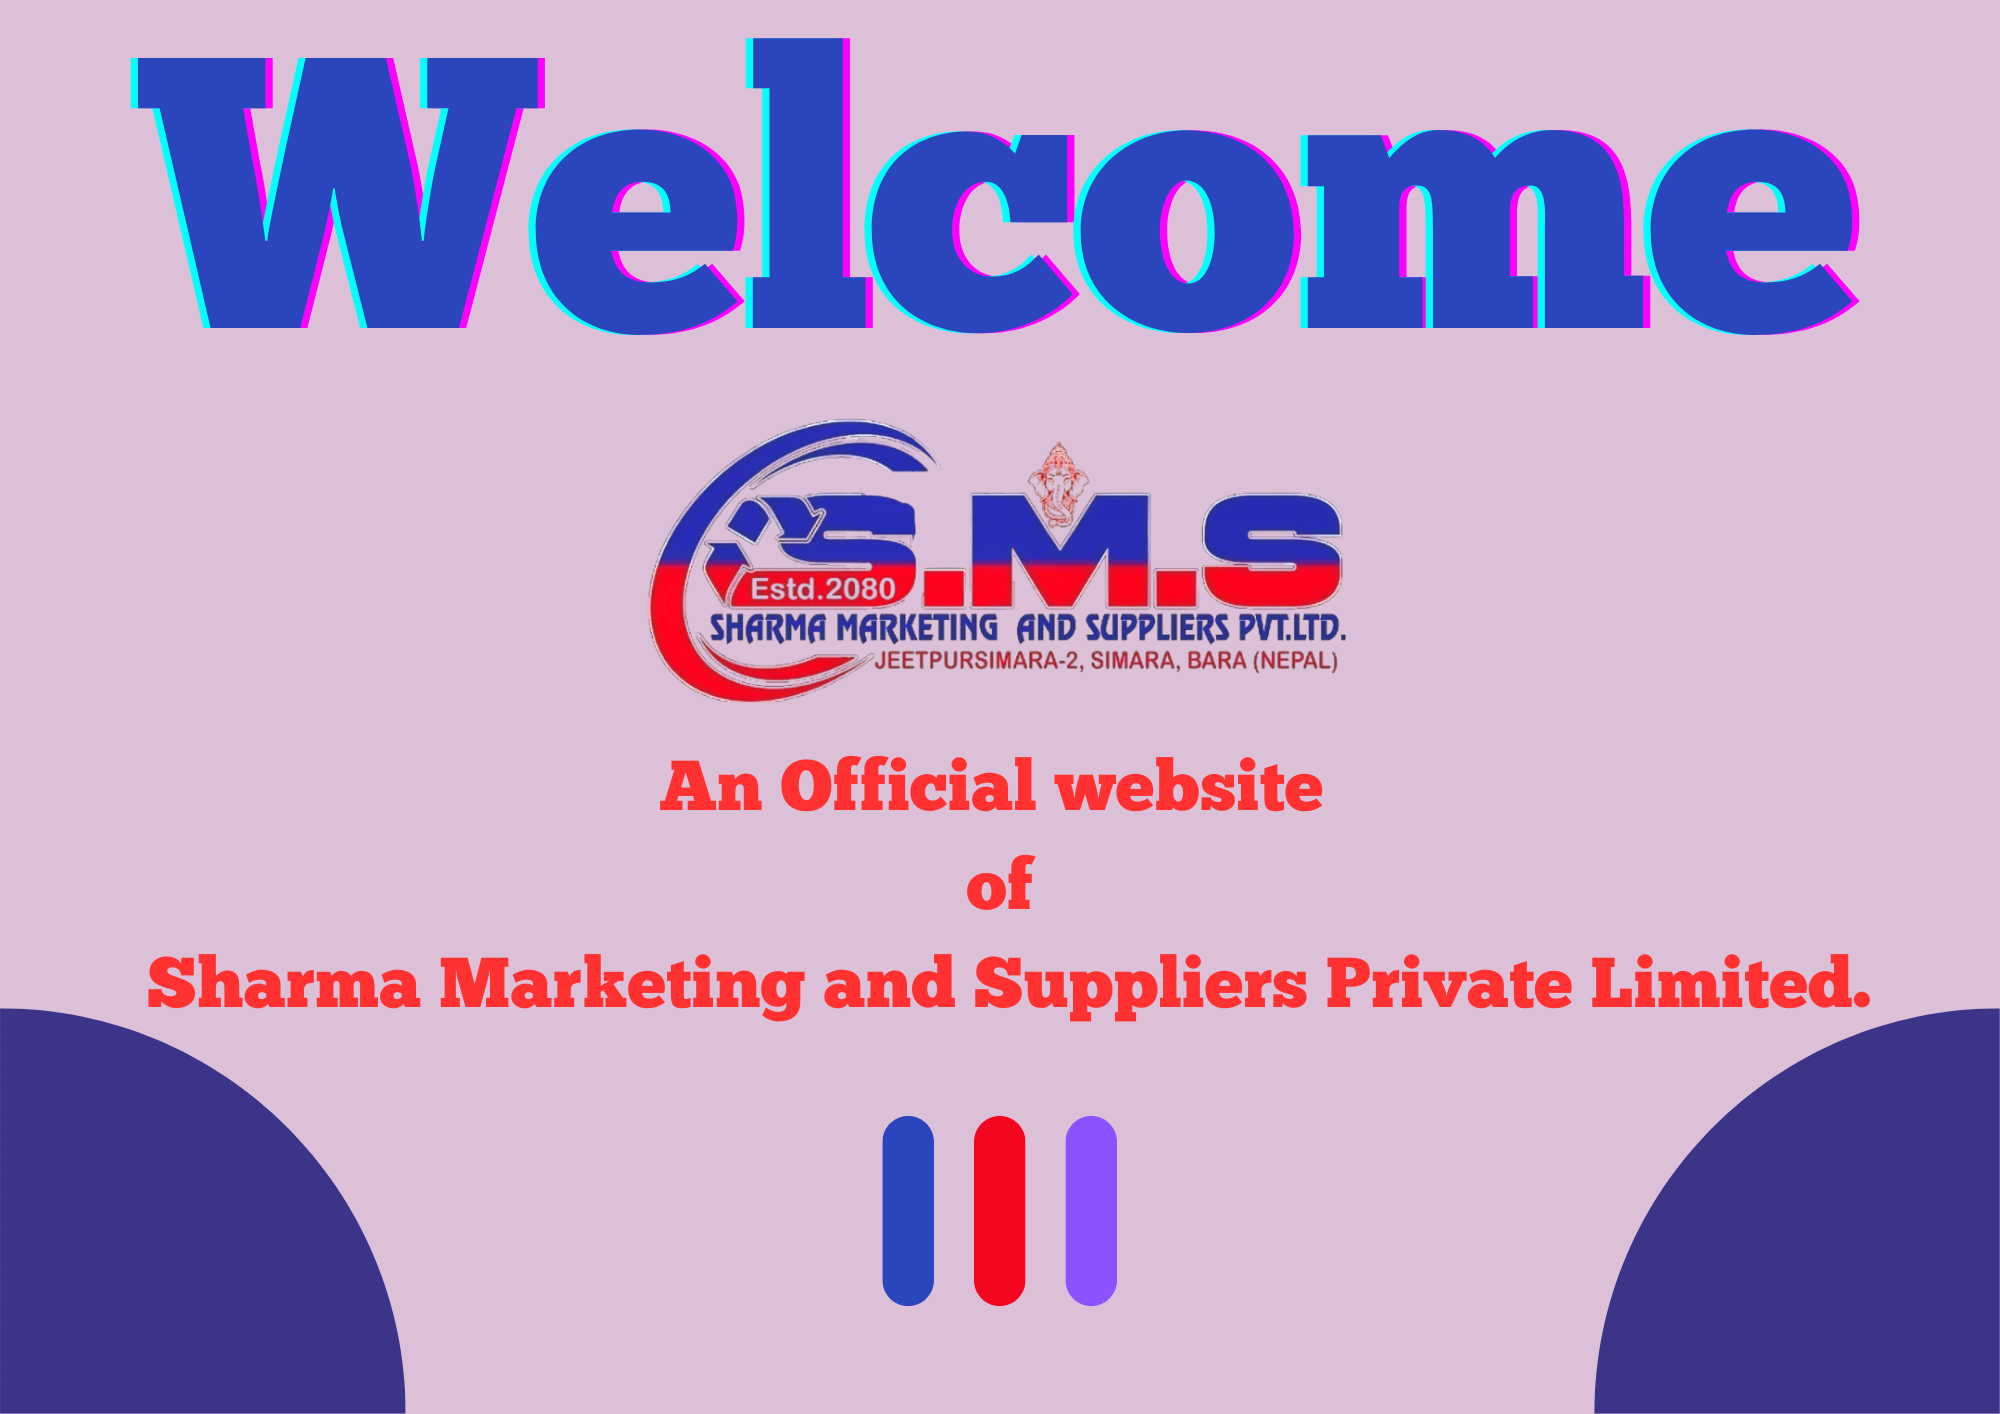 Welcome
S.M.S
Estd.2080
SHARMA MARKETING AND SUPPLIERS PVT.LTD.
JEETPURSIMARA-2, SIMARA, BARA (NEPAL)
An Official website
of
Sharma Marketing and Suppliers Private Limited.